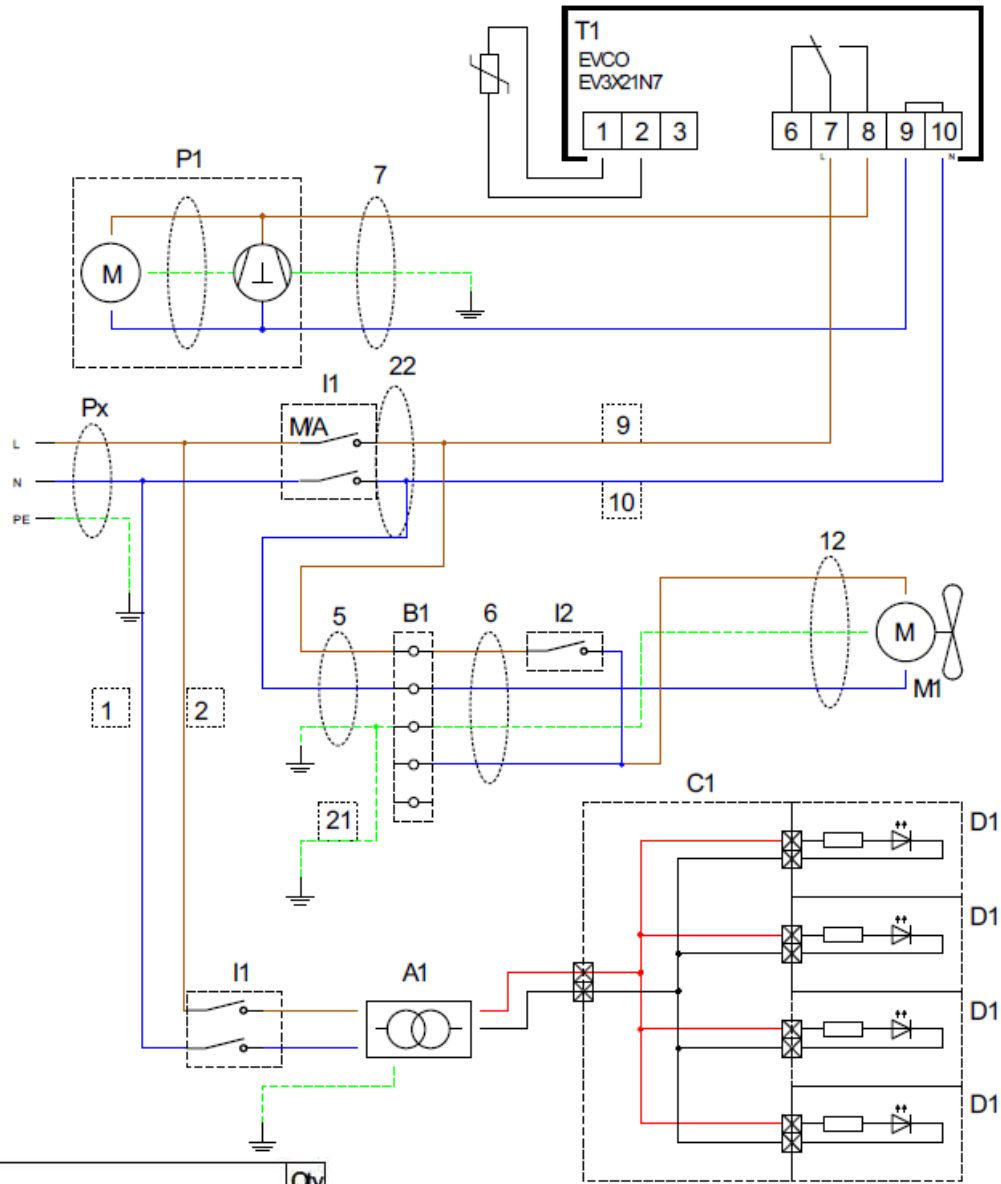 T1
EVCO
EV3X21N7
1 2 3
6 7 8 9 10
L N
P1
7
M
22
I1
Px
M/A
L
9
N
10
PE
12
5 B1 6 I2
M
M1
1 2
21
C1
D1
D1
I1 A1
D1
D1
Qty